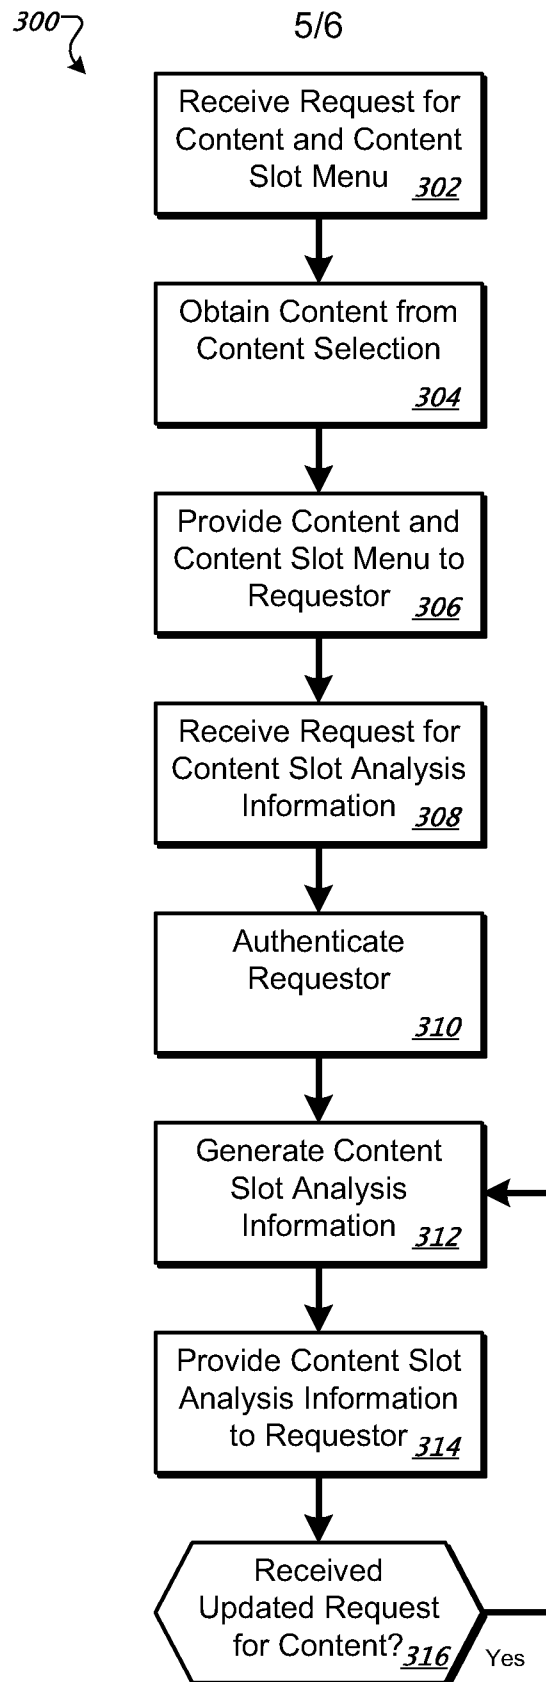 300
5/6
Receive Request for
Content and Content
Slot Menu 302
Obtain Content from
Content Selection
304
Provide Content and
Content Slot Menu to
Requestor 306
Receive Request for
Content Slot Analysis
Information 308
Authenticate
Requestor
310
Generate Content
Slot Analysis
Information 312
Provide Content Slot
Analysis Information
to Requestor 314
Received
Updated Request
for Content? 316
Yes